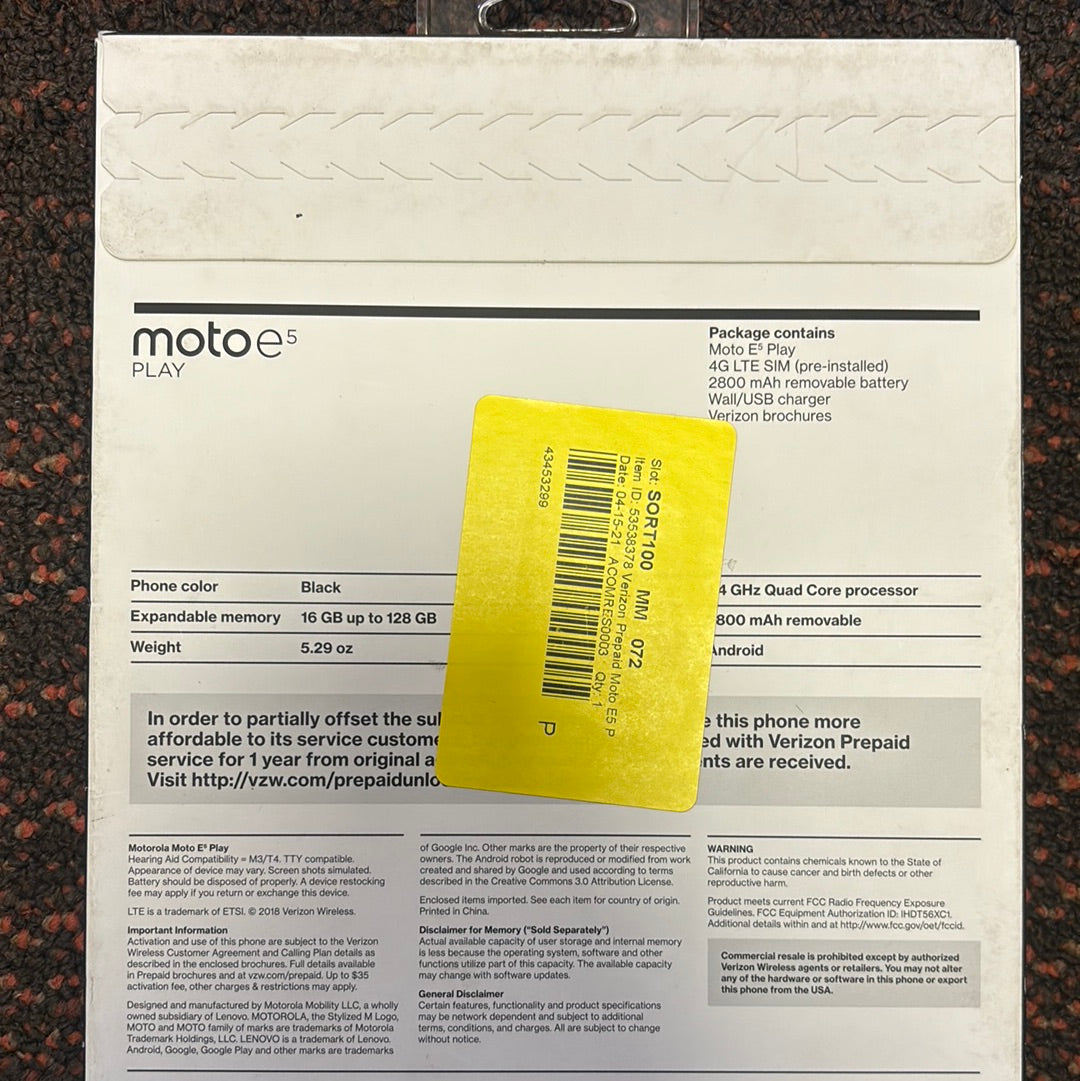 moto e⁵
PLAY
Package contains
Moto E⁵ Play
4G LTE SIM (pre-installed)
2800 mAh removable battery
Wall/USB charger
Verizon brochures
Slot: SORT100 MM 072
Item ID: 53538378 Verizon Prepaid Moto E5 P
Date: 04-15-21 ACOMRES0003 Qty: 1
43453299
P
Phone color Black
Expandable memory 16 GB up to 128 GB
Weight 5.29 oz
4 GHz Quad Core processor
800 mAh removable
Android
In order to partially offset the
affordable to its service
service for 1 year from original
Visit http://vzw.com/prepaidunlo
this phone more
ed with Verizon Prepaid
nts are received.
Motorola Moto E⁵ Play
Hearing Aid Compatibility = M3/T4. TTY compatible.
Appearance of device may vary. Screen shots simulated.
Battery should be disposed of properly. A device restocking
fee may apply if you return or exchange this device.
LTE is a trademark of ETSI. © 2018 Verizon Wireless.
Important Information
Activation and use of this phone are subject to the Verizon
Wireless Customer Agreement and Calling Plan details as
described in the enclosed brochures. Full details available
in Prepaid brochures and at vzw.com/prepaid. Up to $35
activation fee, other charges & restrictions may apply.
Designed and manufactured by Motorola Mobility LLC, a wholly
owned subsidiary of Lenovo. MOTOROLA, the Stylized M Logo,
MOTO and MOTO family of marks are trademarks of Motorola
Trademark Holdings, LLC. LENOVO is a trademark of Lenovo.
Android, Google, Google Play and other marks are trademarks
of Google Inc. Other marks are the property of their respective
owners. The Android robot is reproduced or modified from work
created and shared by Google and used according to terms
described in the Creative Commons 3.0 Attribution License.
Enclosed items imported. See each item for country of origin.
Printed in China.
Disclaimer for Memory ("Sold Separately")
Actual available capacity of user storage and internal memory
is less because the operating system, software and other
functions utilize part of this capacity. The available capacity
may change with software updates.
General Disclaimer
Certain features, functionality and product specifications
may be network dependent and subject to additional
terms, conditions, and charges. All are subject to change
without notice.
WARNING
This product contains chemicals known to the State of
California to cause cancer and birth defects or other
reproductive harm.
Product meets current FCC Radio Frequency Exposure
Guidelines. FCC Equipment Authorization ID: IHDT56XC1.
Additional details within and at http://www.fcc.gov/oet/fccid.
Commercial resale is prohibited except by authorized
Verizon Wireless agents or retailers. You may not alter
any of the hardware or software in this phone or export
this phone from the USA.